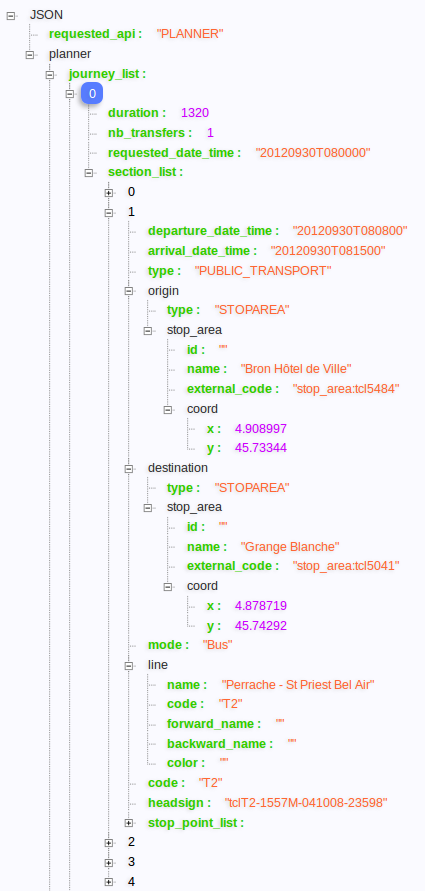 JSON
requested_api : "PLANNER"
planner
journey_list :
0
duration : 1320
nb_transfers : 1
requested_date_time : "20120930T080000"
section_list :
0
1
departure_date_time : "20120930T080800"
arrival_date_time : "20120930T081500"
type : "PUBLIC_TRANSPORT"
origin
type : "STOPAREA"
stop_area
id : ""
name : "Bron Hôtel de Ville"
external_code : "stop_area:tcl5484"
coord
x : 4.908997
y : 45.73344
destination
type : "STOPAREA"
stop_area
id : ""
name : "Grange Blanche"
external_code : "stop_area:tcl5041"
coord
x : 4.878719
y : 45.74292
mode : "Bus"
line
name : "Perrache - St Priest Bel Air"
code : "T2"
forward_name : ""
backward_name : ""
color : ""
code : "T2"
headsign : "tclT2-1557M-041008-23598"
stop_point_list :
2
3
4